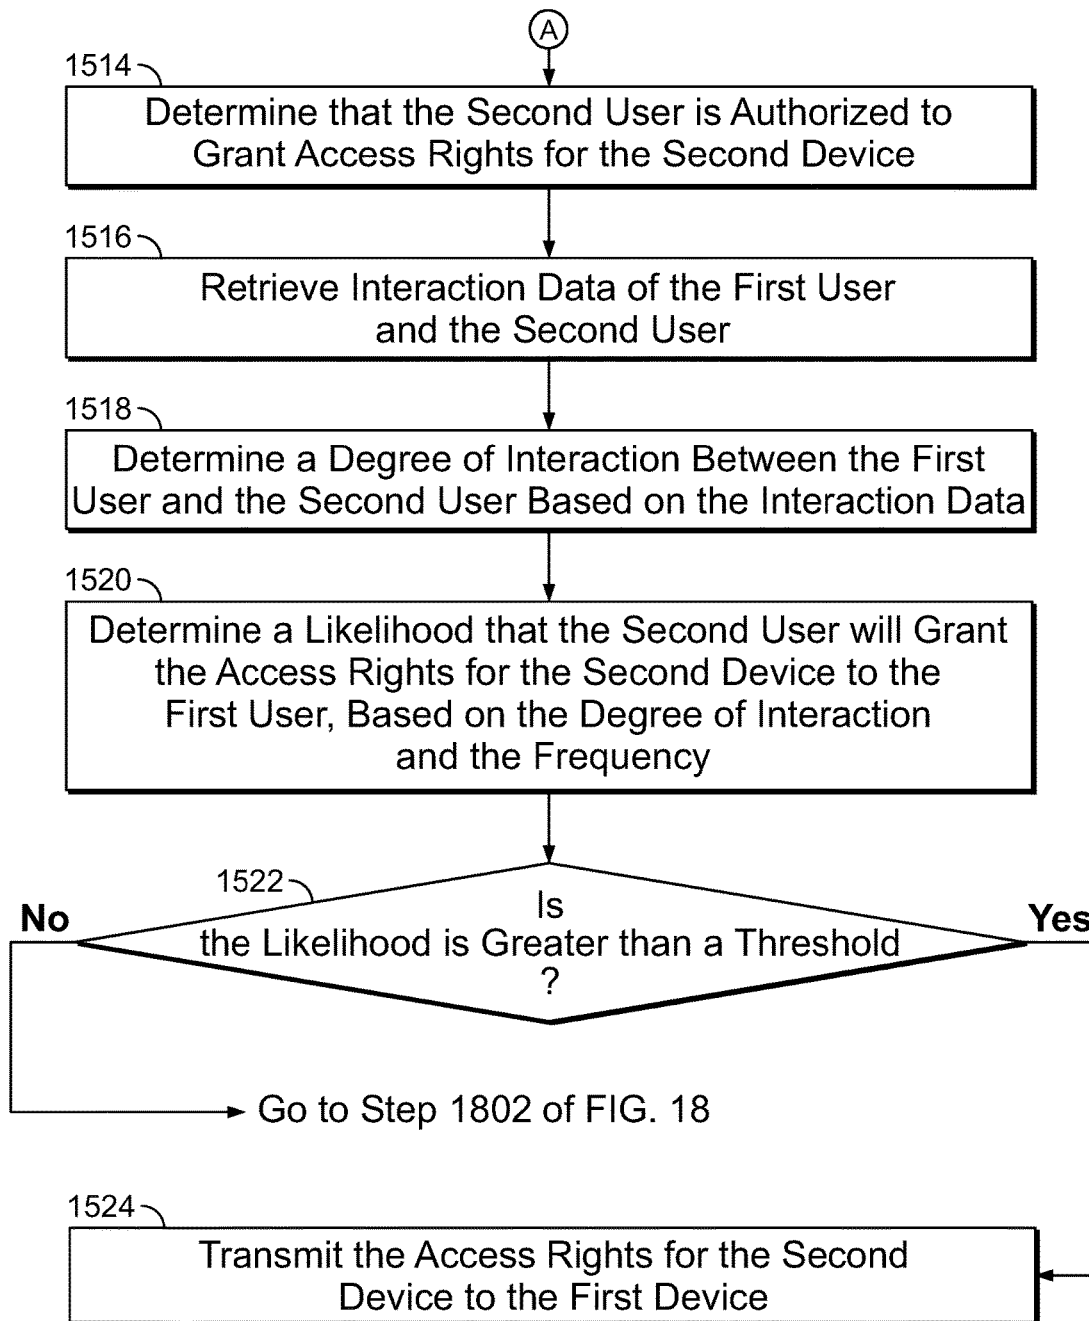 A
1514
Determine that the Second User is Authorized to
Grant Access Rights for the Second Device
1516
Retrieve Interaction Data of the First User
and the Second User
1518
Determine a Degree of Interaction Between the First
User and the Second User Based on the Interaction Data
1520
Determine a Likelihood that the Second User will Grant
the Access Rights for the Second Device to the
First User, Based on the Degree of Interaction
and the Frequency
1522
No
Yes
Is
the Likelihood is Greater than a Threshold
?
Go to Step 1802 of FIG. 18
1524
Transmit the Access Rights for the Second
Device to the First Device